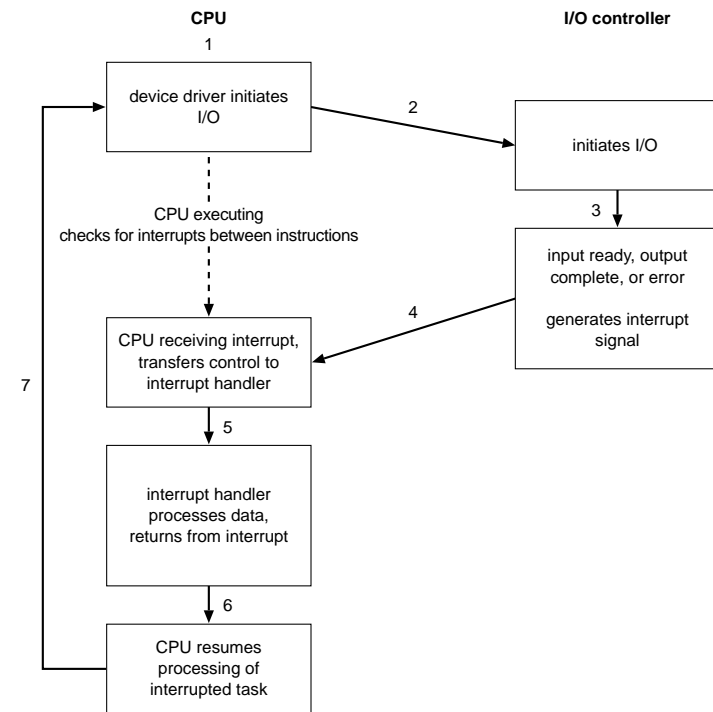 CPU
I/O controller
1
device driver initiates
I/O
2
initiates I/O
CPU executing
checks for interrupts between instructions
3
input ready, output
complete, or error
generates interrupt
signal
4
CPU receiving interrupt,
transfers control to
interrupt handler
7
5
interrupt handler
processes data,
returns from interrupt
6
CPU resumes
processing of
interrupted task